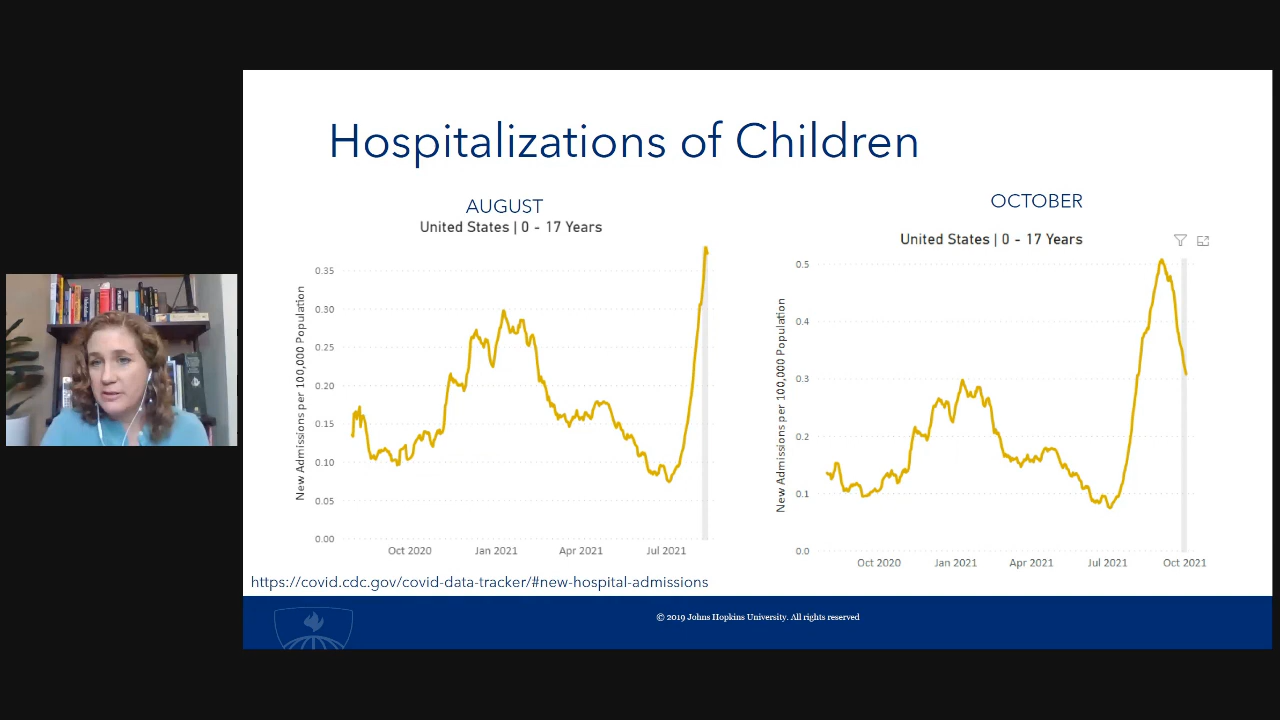 Hospitalizations of Children
AUGUST
United States | 0 - 17 Years
New Admissions per 100,000 Population
0.35
0.30
0.25
0.20
0.15
0.10
0.05
0.00
Oct 2020 Jan 2021 Apr 2021 Jul 2021
OCTOBER
United States | 0 - 17 Years
New Admissions per 100,000 Population
0.5
0.4
0.3
0.2
0.1
0.0
Oct 2020 Jan 2021 Apr 2021 Jul 2021 Oct 2021
https://covid.cdc.gov/covid-data-tracker/#new-hospital-admissions
© 2019 Johns Hopkins University. All rights reserved